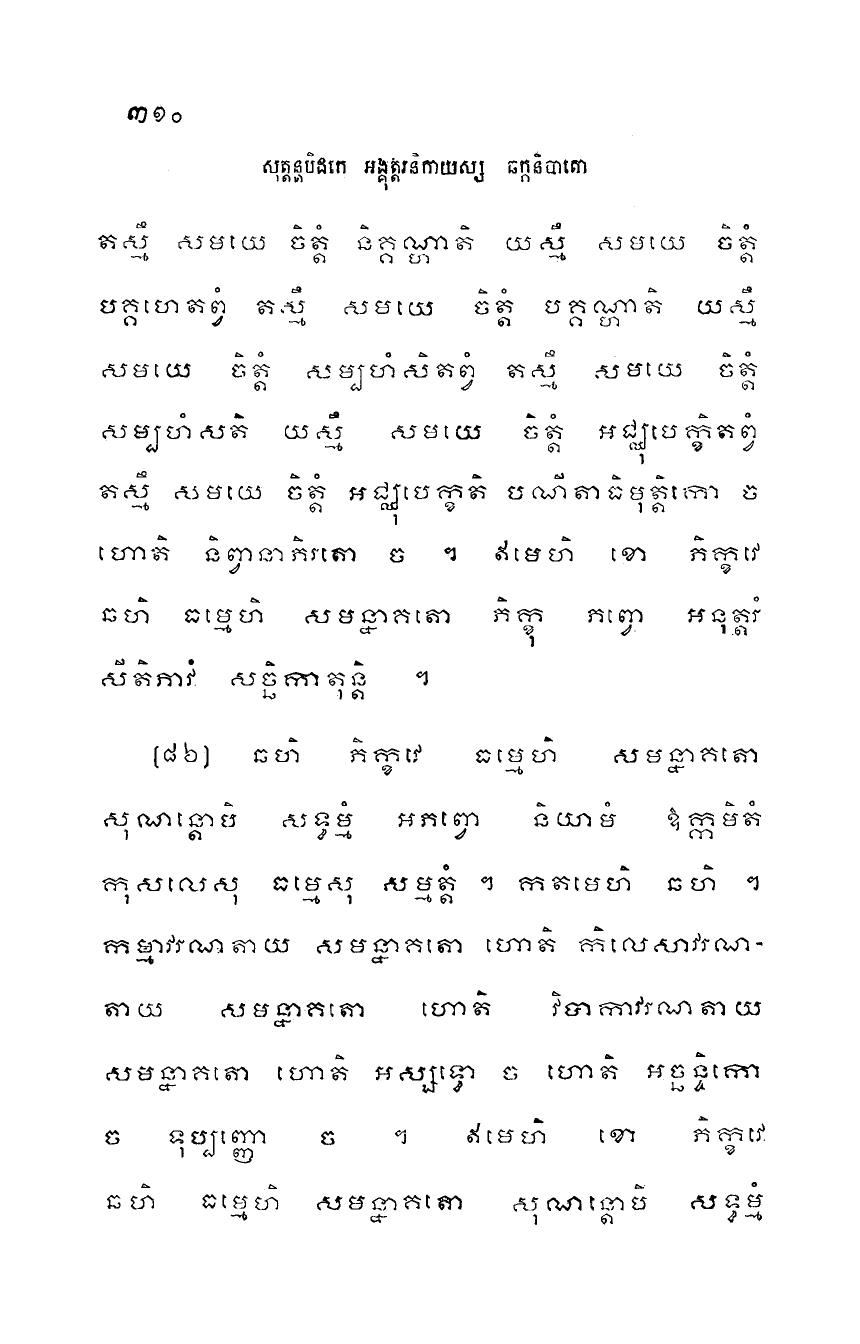 ៣១០
សុត្តន្តបិដកេ អង្គុត្តរនិកាយស្ស ឆក្កនិបាតោ
តស្មឹ សមយេ ចិត្តំ និគ្គណ្ហាតិ យស្មឹ សមយេ ចិត្តំ
បគ្គហេតព្វំ តស្មឹ សមយេ ចិត្តំ បគ្គណ្ហាតិ យស្មឹ
សមយេ ចិត្តំ សម្បហំសិតព្វំ តស្មឹ សមយេ ចិត្តំ
សម្បហំសតិ យស្មឹ សមយេ ចិត្តំ អជ្ឈុបេក្ខិតព្វំ
តស្មឹ សមយេ ចិត្តំ អជ្ឈុបេក្ខតិ បណីតាធិមុត្តិកោ ច
ហោតិ និព្វានាភិរតោ ច ។ ឥមេហិ ខោ ភិក្ខវេ
ឆហិ ធម្មេហិ សមន្នាគតោ ភិក្ខុ ភព្វោ អនុត្តរំ
សីតិភាវំ សច្ឆិកាតុន្តិ ។
[៨៦] ឆហិ ភិក្ខវេ ធម្មេហិ សមន្នាគតោ
សុណន្តោបិ សទ្ធម្មំ អភព្វោ និយាមំ ឱក្កមិតំ
កុសលេសុ ធម្មេសុ សម្មត្តំ ។ កតមេហិ ឆហិ ។
កម្មាវរណតាយ សមន្នាគតោ ហោតិ កិលេសាវរណ-
តាយ សមន្នាគតោ ហោតិ វិបាកាវរណតាយ
សមន្នាគតោ ហោតិ អស្សទ្ធោ ច ហោតិ អច្ឆន្ទិកោ
ច ទុប្បញ្ញោ ច ។ ឥមេហិ ខោ ភិក្ខវេ
ឆហិ ធម្មេហិ សមន្នាគតោ សុណន្តោបិ សទ្ធម្មំ